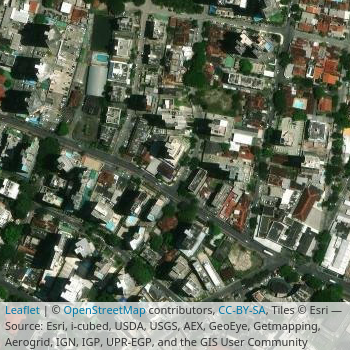 Leaflet | © OpenStreetMap contributors, CC-BY-SA, Tiles © Esri —
Source: Esri, i-cubed, USDA, USGS, AEX, GeoEye, Getmapping,
Aerogrid, IGN, IGP, UPR-EGP, and the GIS User Community